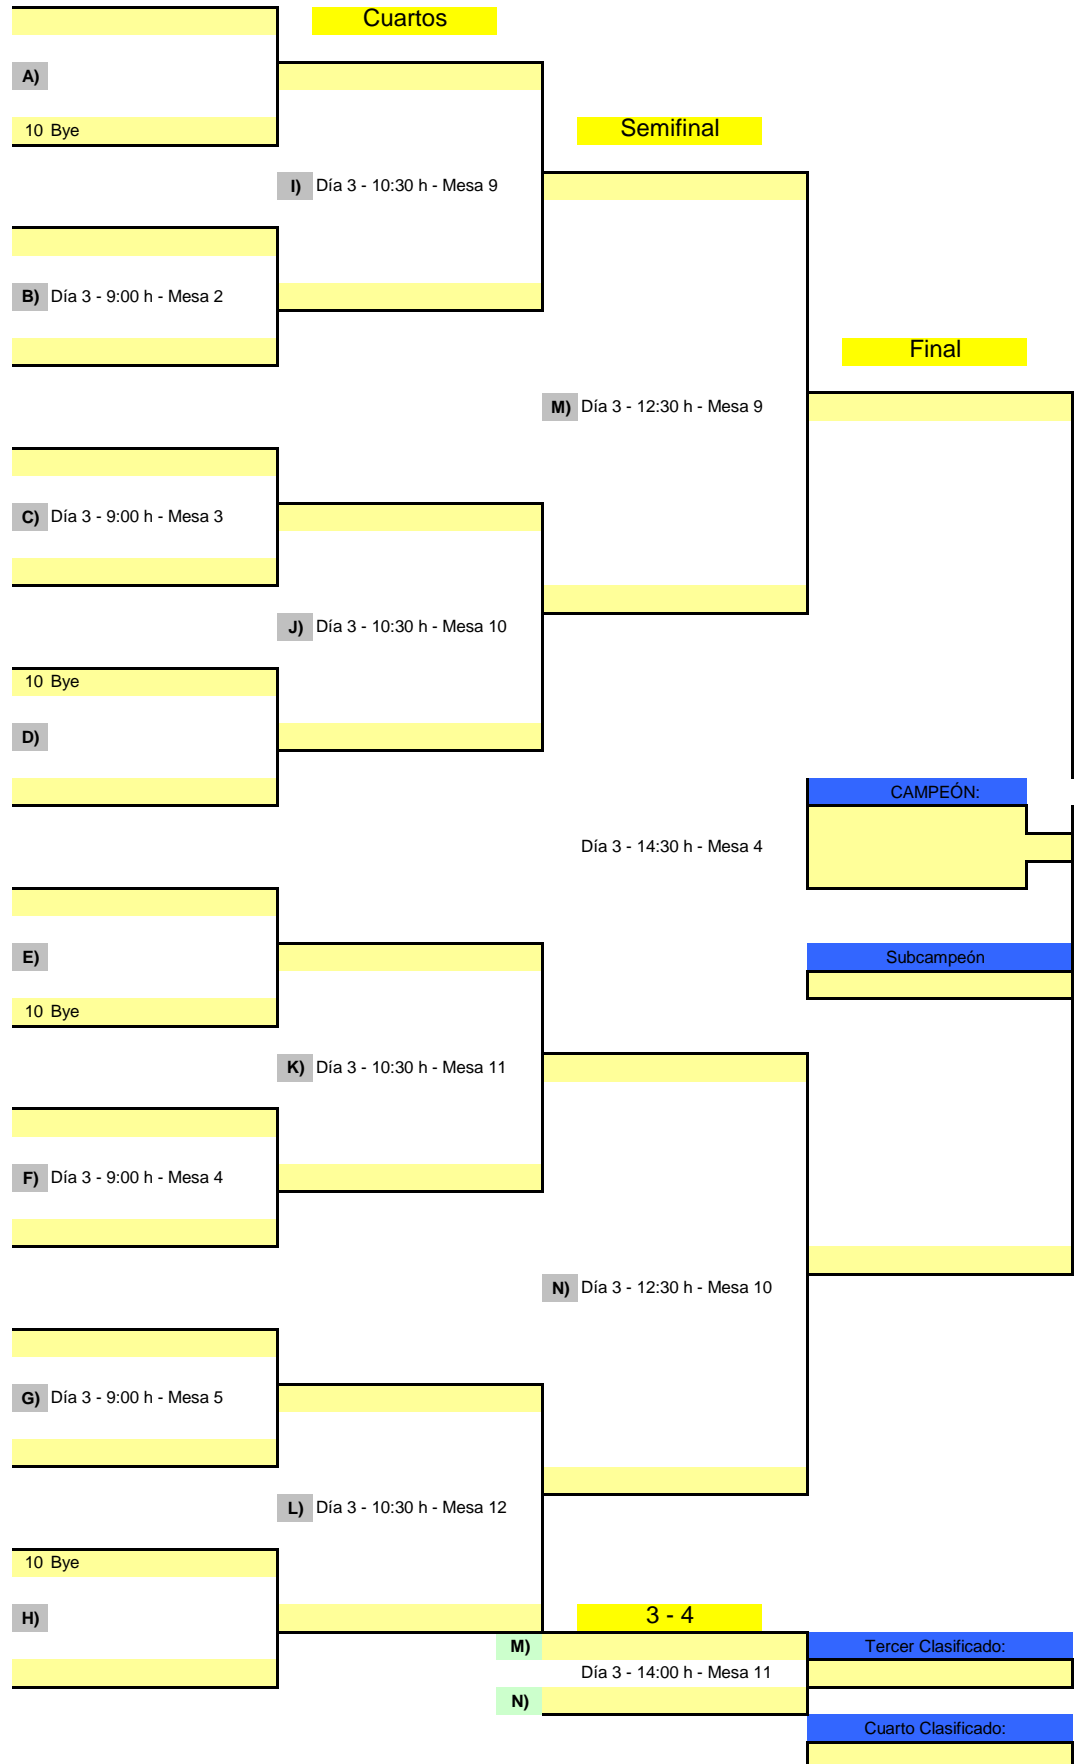 Cuartos
A)
10 Bye
Semifinal
I) Día 3 - 10:30 h - Mesa 9
B) Día 3 - 9:00 h - Mesa 2
Final
M) Día 3 - 12:30 h - Mesa 9
C) Día 3 - 9:00 h - Mesa 3
J) Día 3 - 10:30 h - Mesa 10
10 Bye
D)
CAMPEÓN:
Día 3 - 14:30 h - Mesa 4
E)
Subcampeón
10 Bye
K) Día 3 - 10:30 h - Mesa 11
F) Día 3 - 9:00 h - Mesa 4
N) Día 3 - 12:30 h - Mesa 10
G) Día 3 - 9:00 h - Mesa 5
L) Día 3 - 10:30 h - Mesa 12
10 Bye
H)
3 - 4
M)
Tercer Clasificado:
Día 3 - 14:00 h - Mesa 11
N)
Cuarto Clasificado: